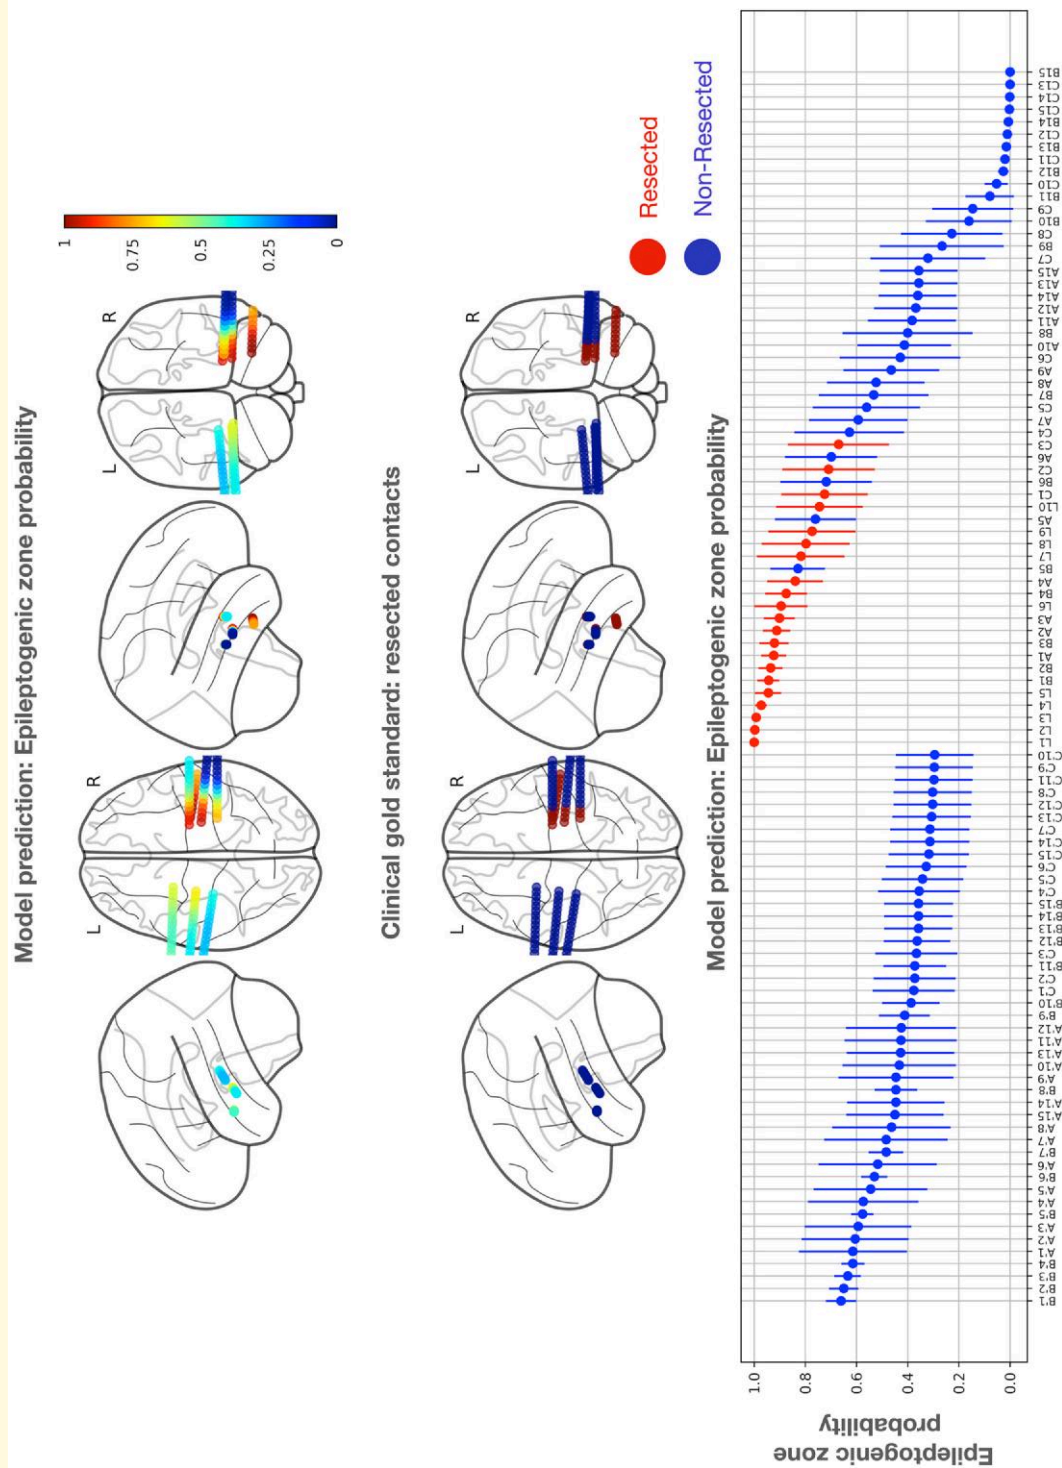 Model prediction: Epileptogenic zone probability
L R L R
1
0.75
0.5
0.25
0
Clinical gold standard: resected contacts
L R L R
Resected
Non-Resected
Model prediction: Epileptogenic zone probability
Epileptogenic zone
probability
1.0
0.8
0.6
0.4
0.2
0.0
B'1 B'2 B'3 B'4 A'1 A'2 A'3 B'5 A'4 A'5 B'6 A'6 B'7 A'7 A'8 A'15 A'14 B'8 A'9 A'10 A'13 A'11 A'12 B'9 B'10 C'1 C'2 B'11 C'3 B'12 B'13 B'14 B'15 C'4 C'5 C'6 C'15 C'14 C'7 C'13 C'12 C'8 C'11 C'9 C'10 L1 L2 L3 L4 L5 B1 B2 A1 B3 A2 A3 L6 B4 A4 B5 L7 L8 L9 A5 L10 C1 B6 C2 A6 C3 C4 A7 C5 B7 A8 A9 C6 A10 B8 A11 A12 A14 A13 A15 C7 B9 C8 B10 C9 B11 C10 B12 C11 B13 C12 B14 C15 C14 C13 B15